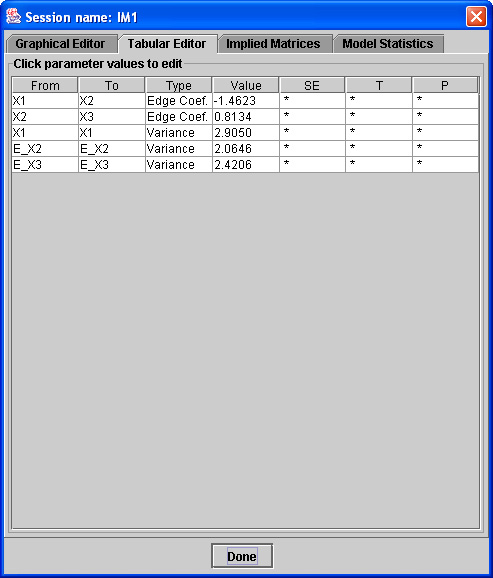 Session name: IM1
Graphical Editor Tabular Editor Implied Matrices Model Statistics
Click parameter values to edit
From To Type Value SE T P
X1 X2 Edge Coef. -1.4623 * * *
X2 X3 Edge Coef. 0.8134 * * *
X1 X1 Variance 2.9050 * * *
E_X2 E_X2 Variance 2.0646 * * *
E_X3 E_X3 Variance 2.4206 * * *
Done